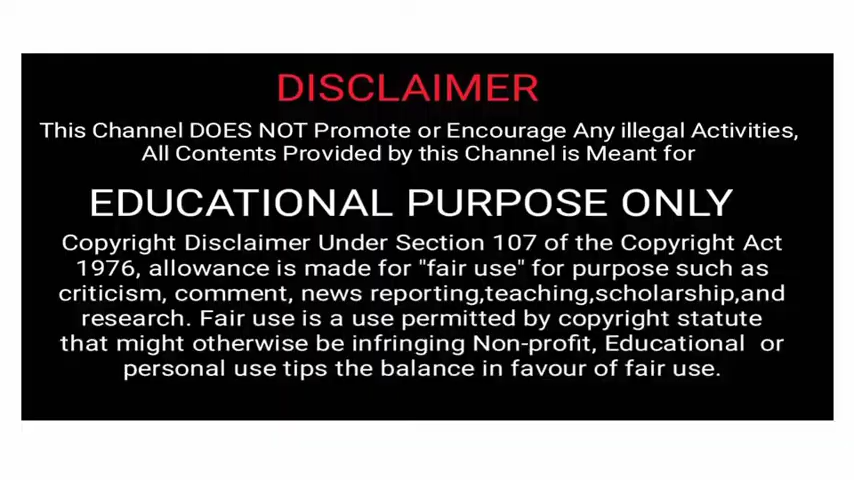 DISCLAIMER
This Channel DOES NOT Promote or Encourage Any illegal Activities,
All Contents Provided by this Channel is Meant for
EDUCATIONAL PURPOSE ONLY
Copyright Disclaimer Under Section 107 of the Copyright Act
1976, allowance is made for "fair use" for purpose such as
criticism, comment, news reporting,teaching,scholarship,and
research. Fair use is a use permitted by copyright statute
that might otherwise be infringing Non-profit, Educational or
personal use tips the balance in favour of fair use.